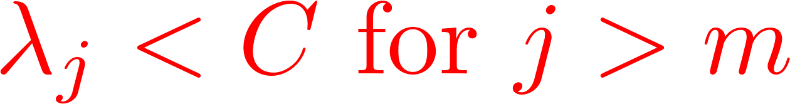 λ_j < C for j > m